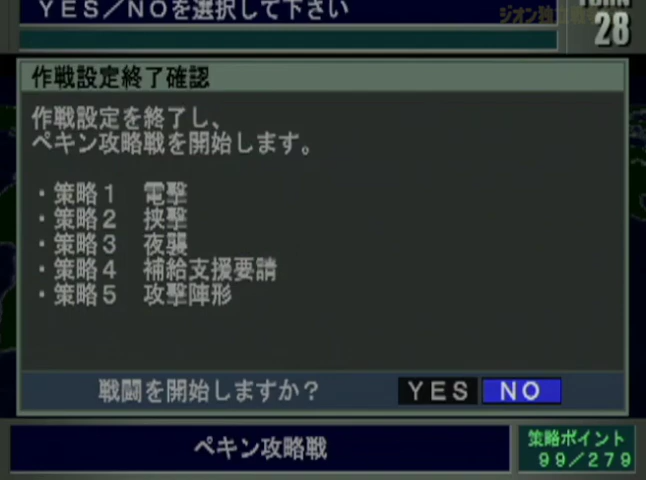 YES／NOを選択して下さい
TURN
28
作戦設定終了確認
作戦設定を終了し、
ペキン攻略戦を開始します。
・策略1　電撃
・策略2　挟撃
・策略3　夜襲
・策略4　補給支援要請
・策略5　攻撃陣形
戦闘を開始しますか？
YES
NO
ペキン攻略戦
策略ポイント
99／279